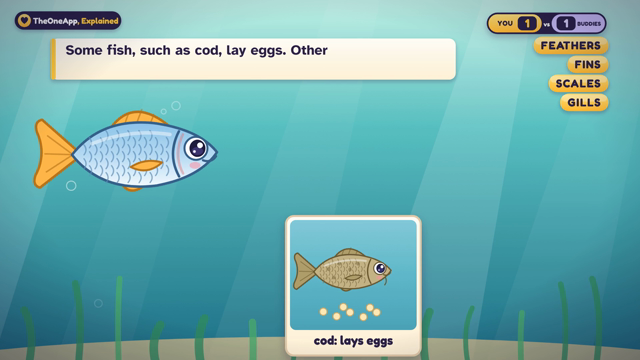 TheOneApp, Explained
YOU 1 vs 1 BUDDIES
Some fish, such as cod, lay eggs. Other
FEATHERS
FINS
SCALES
GILLS
cod: lays eggs